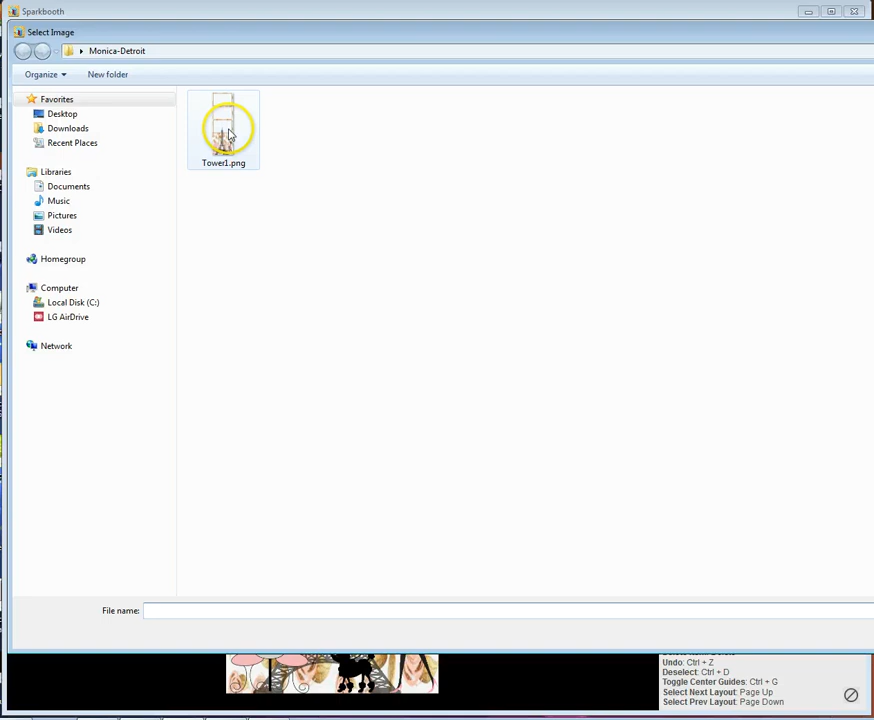 Sparkbooth
Select Image
Monica-Detroit
Organize
New folder
Favorites
Desktop
Downloads
Recent Places
Libraries
Documents
Music
Pictures
Videos
Homegroup
Computer
Local Disk (C:)
LG AirDrive
Network
Tower1.png
File name:
Undo: Ctrl + Z
Deselect: Ctrl + D
Toggle Center Guides: Ctrl + G
Select Next Layout: Page Up
Select Prev Layout: Page Down